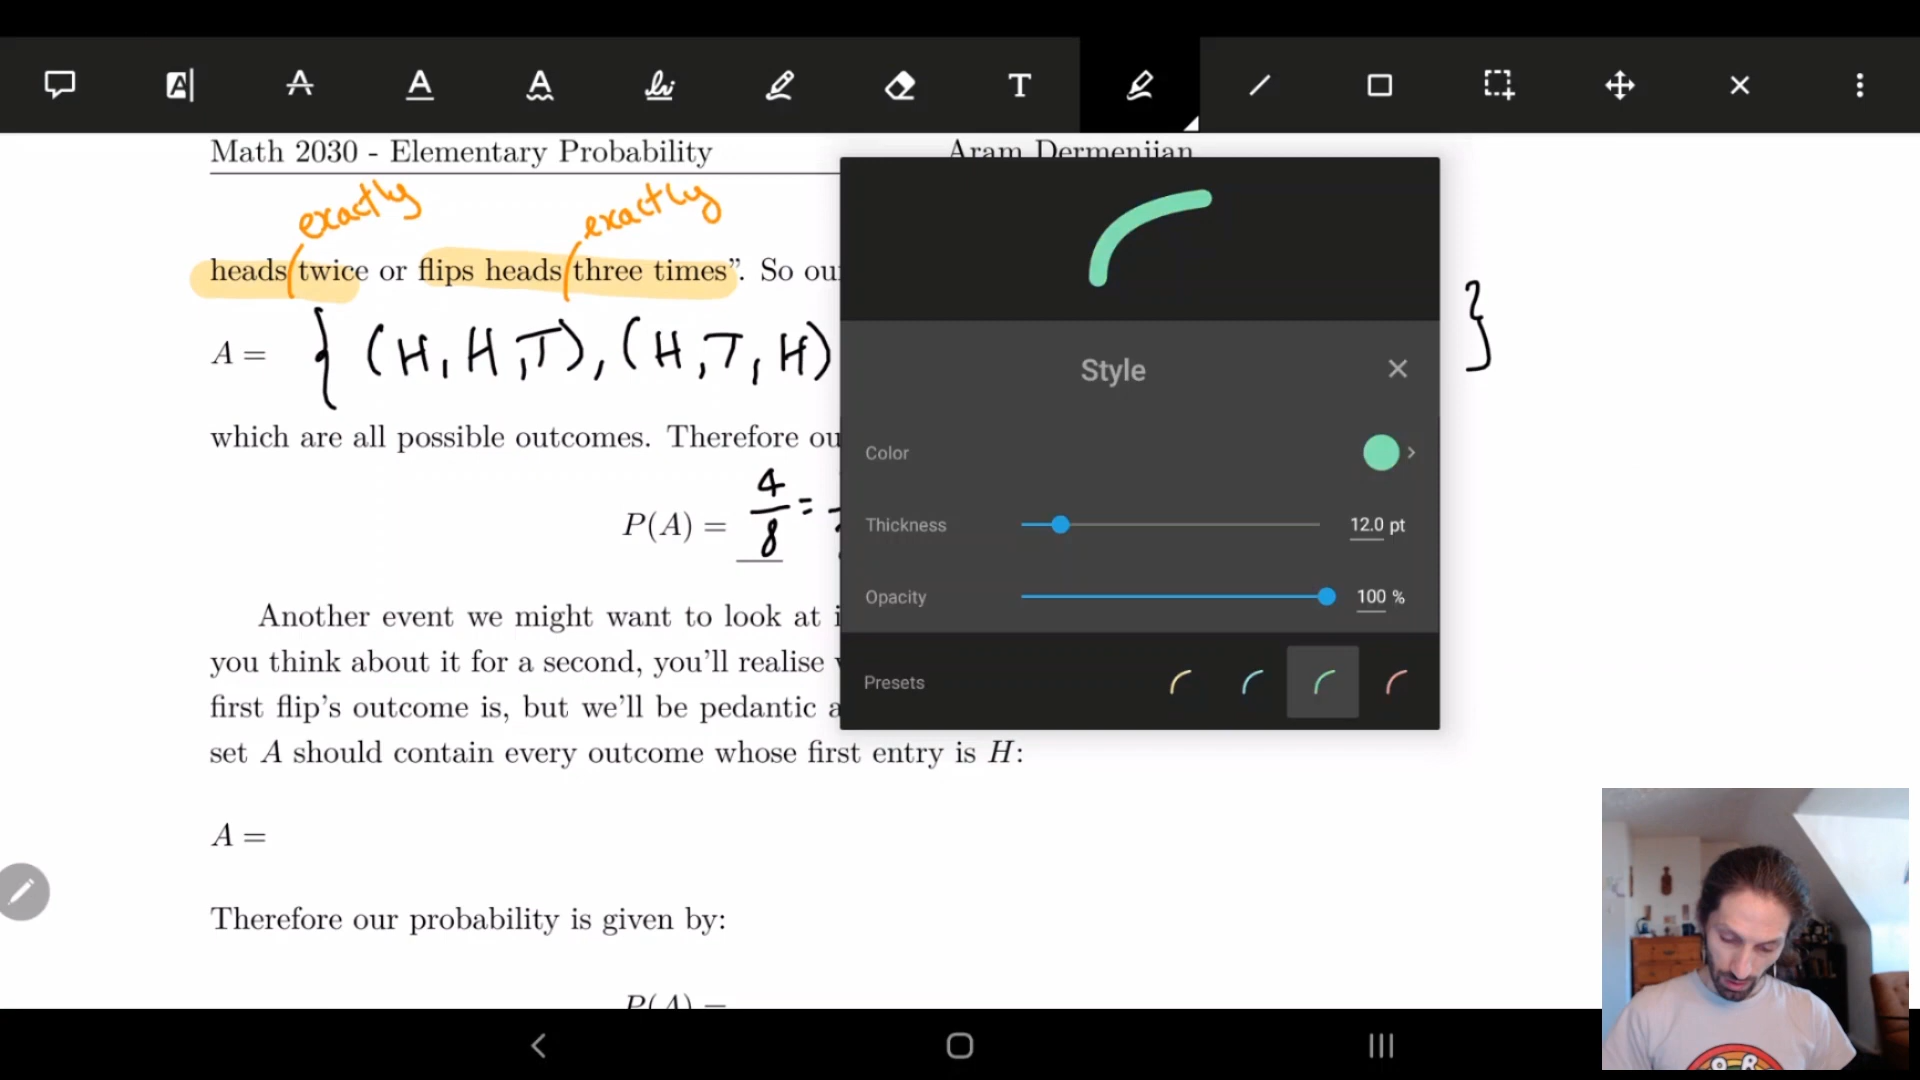 Math 2030 - Elementary Probability
Aram Dermenjian
exactly exactly
heads twice or flips heads three times”. So ou
A = { (H, H, T), (H, T, H) }
which are all possible outcomes. Therefore ou
P(A) = 4/8 =
Another event we might want to look at i
you think about it for a second, you’ll realise
first flip’s outcome is, but we’ll be pedantic a
set A should contain every outcome whose first entry is H:
A =
Therefore our probability is given by:
P(A) =
Style
Color
Thickness 12.0 pt
Opacity 100 %
Presets